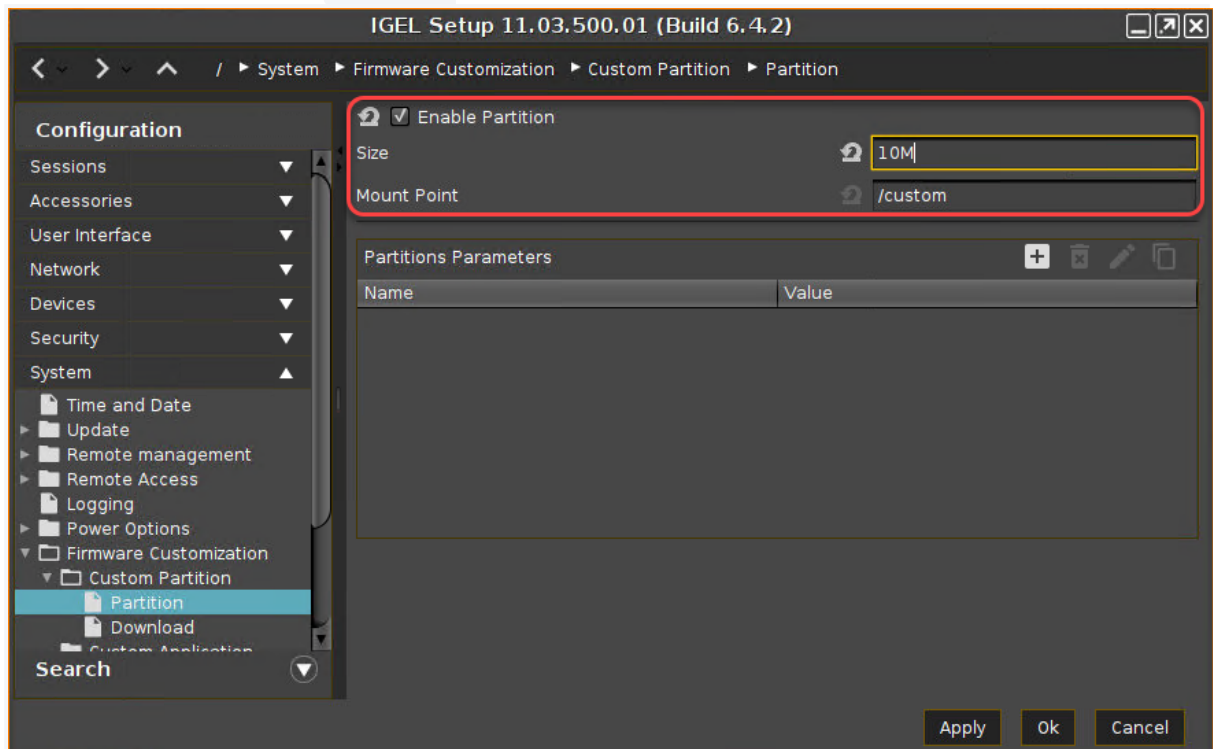 IGEL Setup 11.03.500.01 (Build 6.4.2)
/ ► System ► Firmware Customization ► Custom Partition ► Partition
Configuration
Sessions
Accessories
User Interface
Network
Devices
Security
System
Time and Date
Update
Remote management
Remote Access
Logging
Power Options
Firmware Customization
Custom Partition
Partition
Download
Custom Application
Search
Enable Partition
Size 10M
Mount Point /custom
Partitions Parameters
Name Value
Apply Ok Cancel